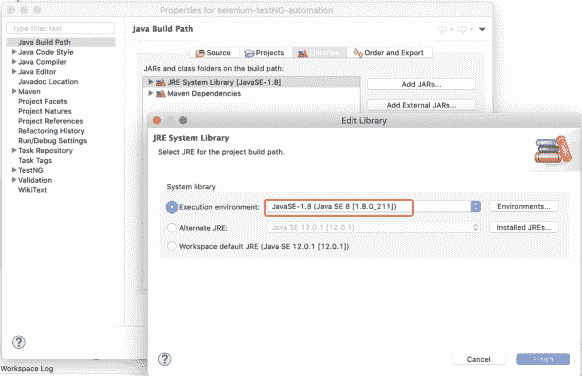 Properties for selenium-testNG-automation
type filter text
Java Build Path
Java Code Style
Java Compiler
Java Editor
Javadoc Location
Maven
Project Facets
Project Natures
Project References
Refactoring History
Run/Debug Settings
Task Repository
Task Tags
TestNG
Validation
WikiText
Java Build Path
Source
Projects
Libraries
Order and Export
JARs and class folders on the build path:
JRE System Library [JavaSE-1.8]
Maven Dependencies
Add JARs...
Add External JARs...
Edit Library
JRE System Library
Select JRE for the project build path.
System library
Execution environment:
JavaSE-1.8 (Java SE 8 [1.8.0_211])
Environments...
Alternate JRE:
Java SE 12.0.1 [12.0.1]
Installed JREs...
Workspace default JRE (Java SE 12.0.1 [12.0.1])
Cancel
Finish
Workspace Log